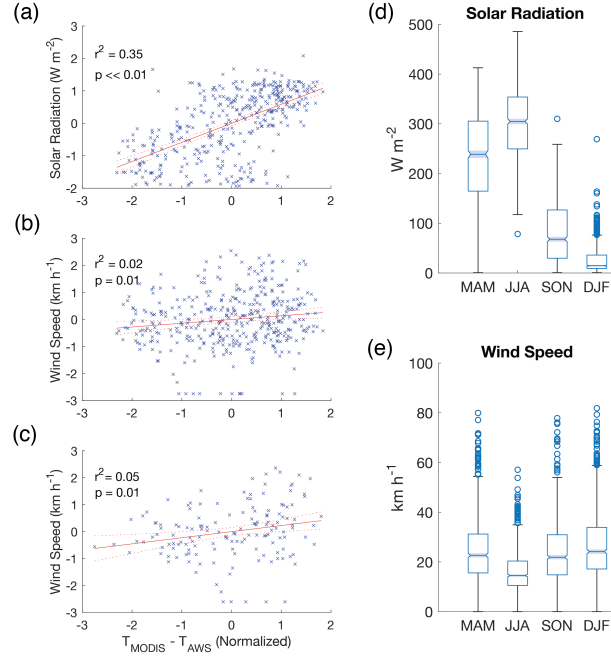 (a)
r² = 0.35
p << 0.01
Solar Radiation (W m⁻²)
2
1
0
-1
-2
-3
-2
-1
0
1
2
(b)
r² = 0.02
p = 0.01
Wind Speed (km h⁻¹)
3
2
1
0
-1
-2
-3
-3
-2
-1
0
1
2
(c)
r² = 0.05
p = 0.01
Wind Speed (km h⁻¹)
3
2
1
0
-1
-2
-3
-3
-2
-1
0
1
2
T_MODIS - T_AWS (Normalized)
(d)
Solar Radiation
W m-2
500
400
300
200
100
0
MAM
JJA
SON
DJF
(e)
Wind Speed
km h⁻¹
100
80
60
40
20
0
MAM
JJA
SON
DJF